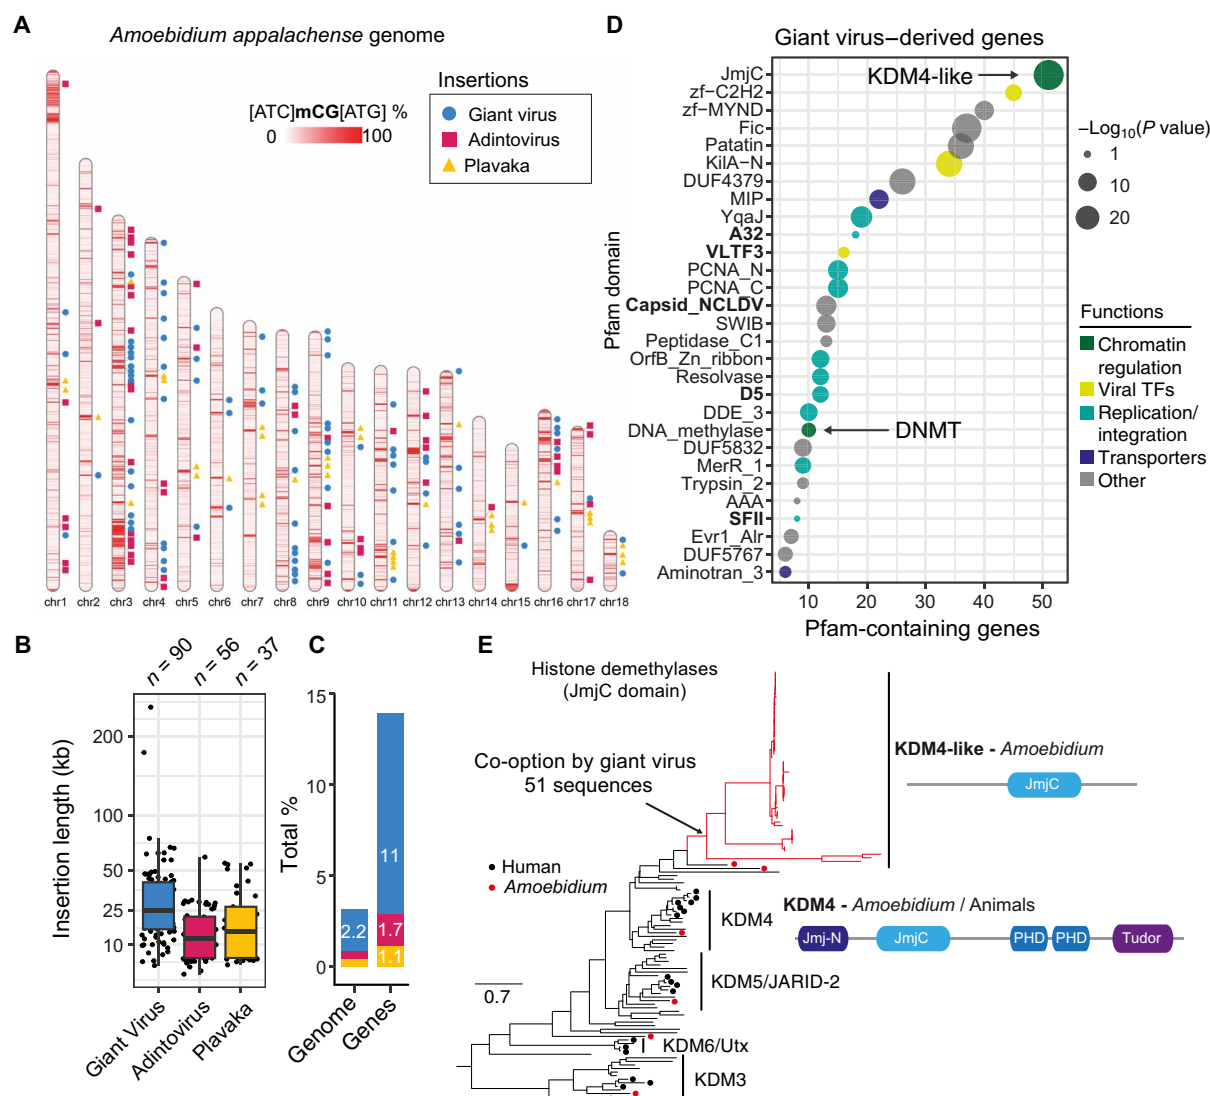 A
Amoebidium appalachense genome
[ATC]mCG[ATG] %
0 100
Insertions
Giant virus
Adintovirus
Plavaka
chr1 chr2 chr3 chr4 chr5 chr6 chr7 chr8 chr9 chr10 chr11 chr12 chr13 chr14 chr15 chr16 chr17 chr18
D
Giant virus–derived genes
Pfam domain
JmjC
zf−C2H2
zf−MYND
Fic
Patatin
KilA−N
DUF4379
MIP
YqaJ
A32
VLTF3
PCNA_N
PCNA_C
Capsid_NCLDV
SWIB
Peptidase_C1
OrfB_Zn_ribbon
Resolvase
D5
DDE_3
DNA_methylase
DUF5832
MerR_1
Trypsin_2
AAA
SFII
Evr1_Alr
DUF5767
Aminotran_3
KDM4-like
DNMT
10 20 30 40 50
Pfam-containing genes
−Log10(P value)
1
10
20
Functions
Chromatin
regulation
Viral TFs
Replication/
integration
Transporters
Other
B
n = 90
n = 56
n = 37
Insertion length (kb)
200
100
50
25
10
Giant Virus
Adintovirus
Plavaka
C
Total %
15
10
5
0
2.2
11
1.7
1.1
Genome
Genes
E
Histone demethylases
(JmjC domain)
Co-option by giant virus
51 sequences
Human
Amoebidium
0.7
KDM4
KDM5/JARID-2
KDM6/Utx
KDM3
KDM4-like - Amoebidium
JmjC
KDM4 - Amoebidium / Animals
Jmj-N JmjC PHD PHD Tudor